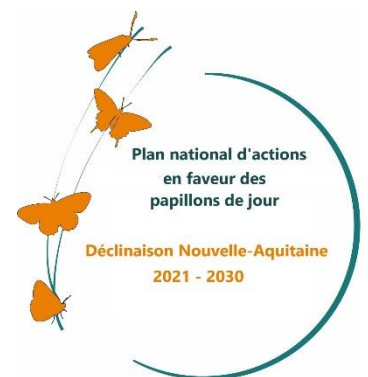 Plan national d'actions
en faveur des
papillons de jour
Déclinaison Nouvelle-Aquitaine
2021 - 2030